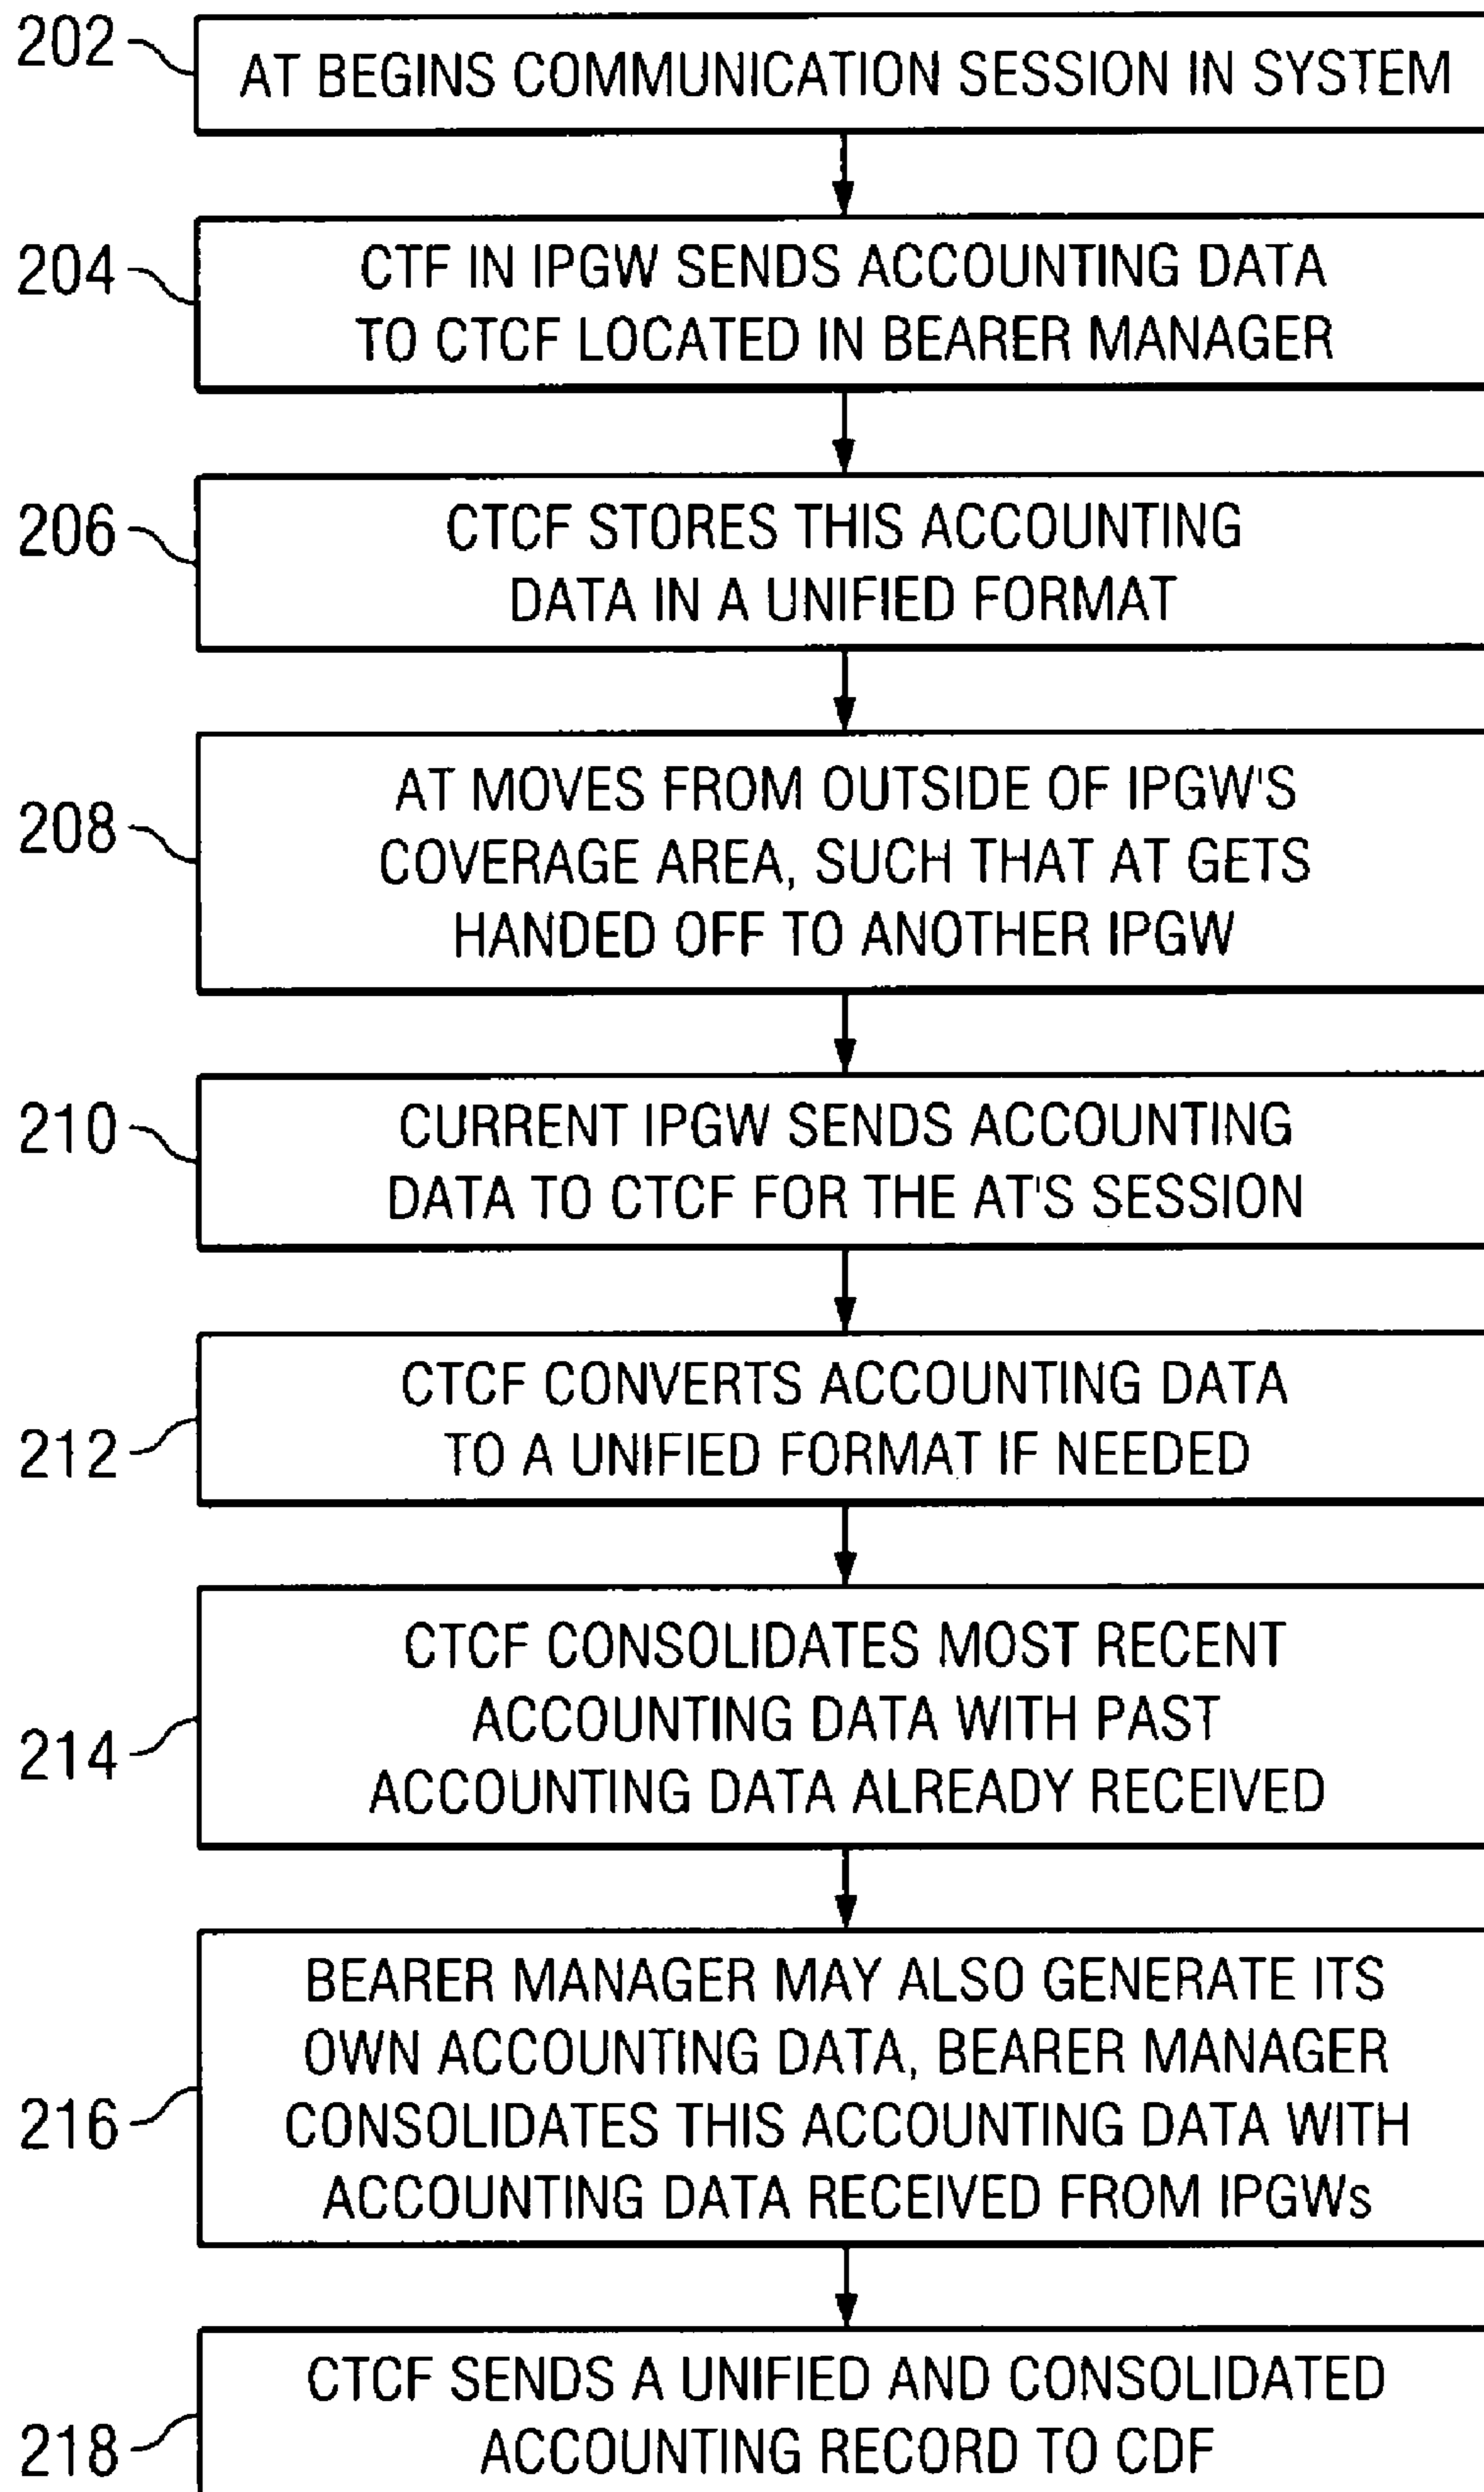 202
AT BEGINS COMMUNICATION SESSION IN SYSTEM
204
CTF IN IPGW SENDS ACCOUNTING DATA
TO CTCF LOCATED IN BEARER MANAGER
206
CTCF STORES THIS ACCOUNTING
DATA IN A UNIFIED FORMAT
208
AT MOVES FROM OUTSIDE OF IPGW'S
COVERAGE AREA, SUCH THAT AT GETS
HANDED OFF TO ANOTHER IPGW
210
CURRENT IPGW SENDS ACCOUNTING
DATA TO CTCF FOR THE AT'S SESSION
212
CTCF CONVERTS ACCOUNTING DATA
TO A UNIFIED FORMAT IF NEEDED
214
CTCF CONSOLIDATES MOST RECENT
ACCOUNTING DATA WITH PAST
ACCOUNTING DATA ALREADY RECEIVED
216
BEARER MANAGER MAY ALSO GENERATE ITS
OWN ACCOUNTING DATA, BEARER MANAGER
CONSOLIDATES THIS ACCOUNTING DATA WITH
ACCOUNTING DATA RECEIVED FROM IPGWs
218
CTCF SENDS A UNIFIED AND CONSOLIDATED
ACCOUNTING RECORD TO CDF